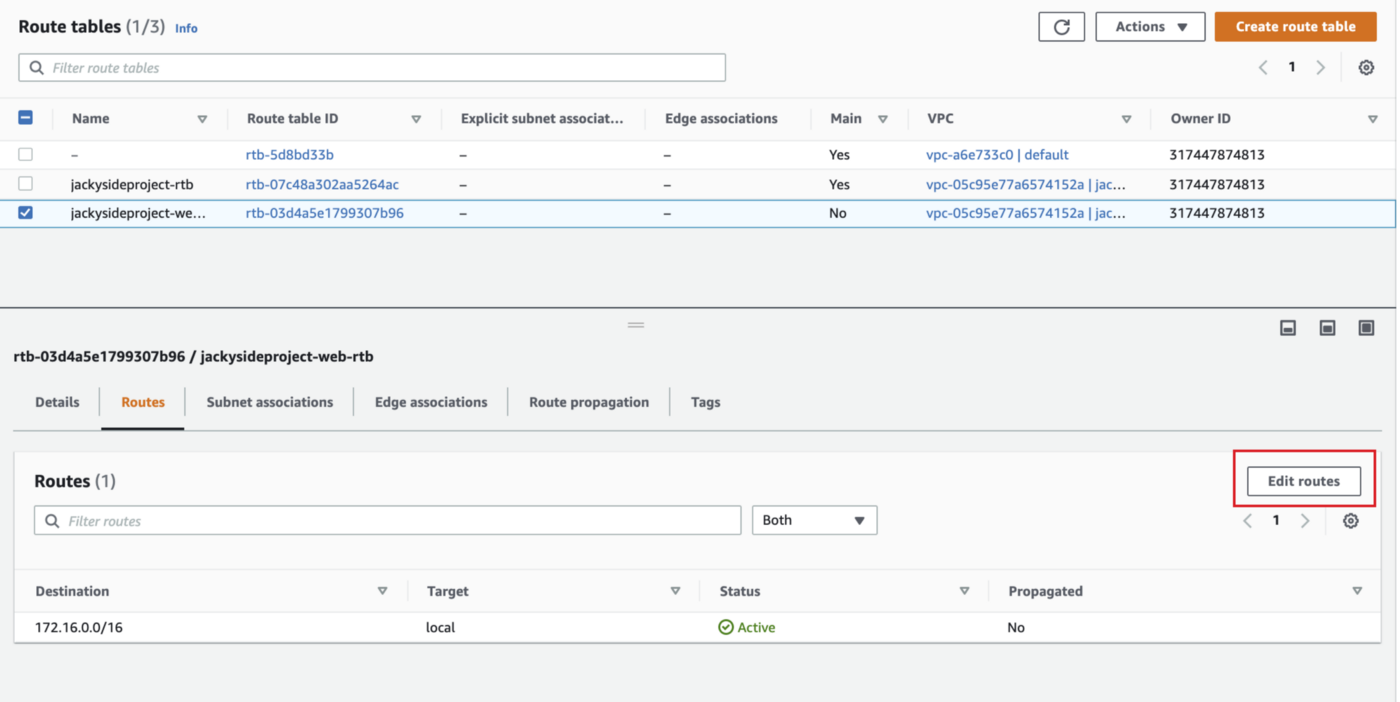 Route tables (1/3) Info
Actions
Create route table
Filter route tables
1
Name Route table ID Explicit subnet associat... Edge associations Main VPC Owner ID
– rtb-5d8bd33b – – Yes vpc-a6e733c0 | default 317447874813
jackysideproject-rtb rtb-07c48a302aa5264ac – – Yes vpc-05c95e77a6574152a | jac... 317447874813
jackysideproject-we... rtb-03d4a5e1799307b96 – – No vpc-05c95e77a6574152a | jac... 317447874813
rtb-03d4a5e1799307b96 / jackysideproject-web-rtb
Details Routes Subnet associations Edge associations Route propagation Tags
Routes (1)
Edit routes
Filter routes
Both
1
Destination Target Status Propagated
172.16.0.0/16 local Active No